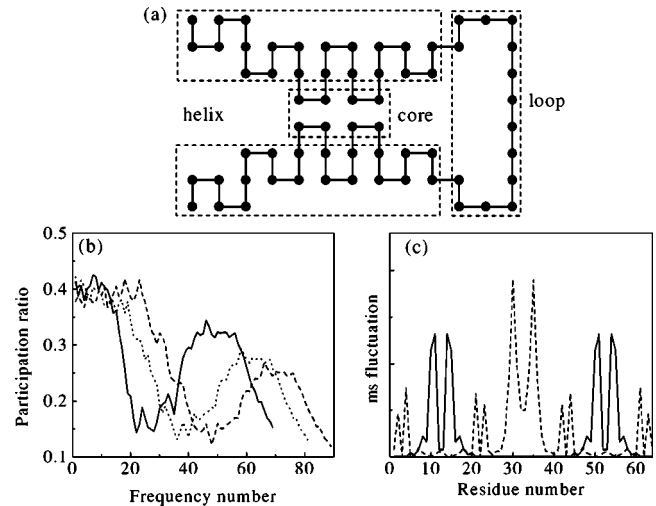 (a)
helix
core
loop
(b)
(c)
0.5
0.4
0.3
0.2
0.1
Participation ratio
0 20 40 60 80
Frequency number
ms fluctuation
0 10 20 30 40 50 60
Residue number